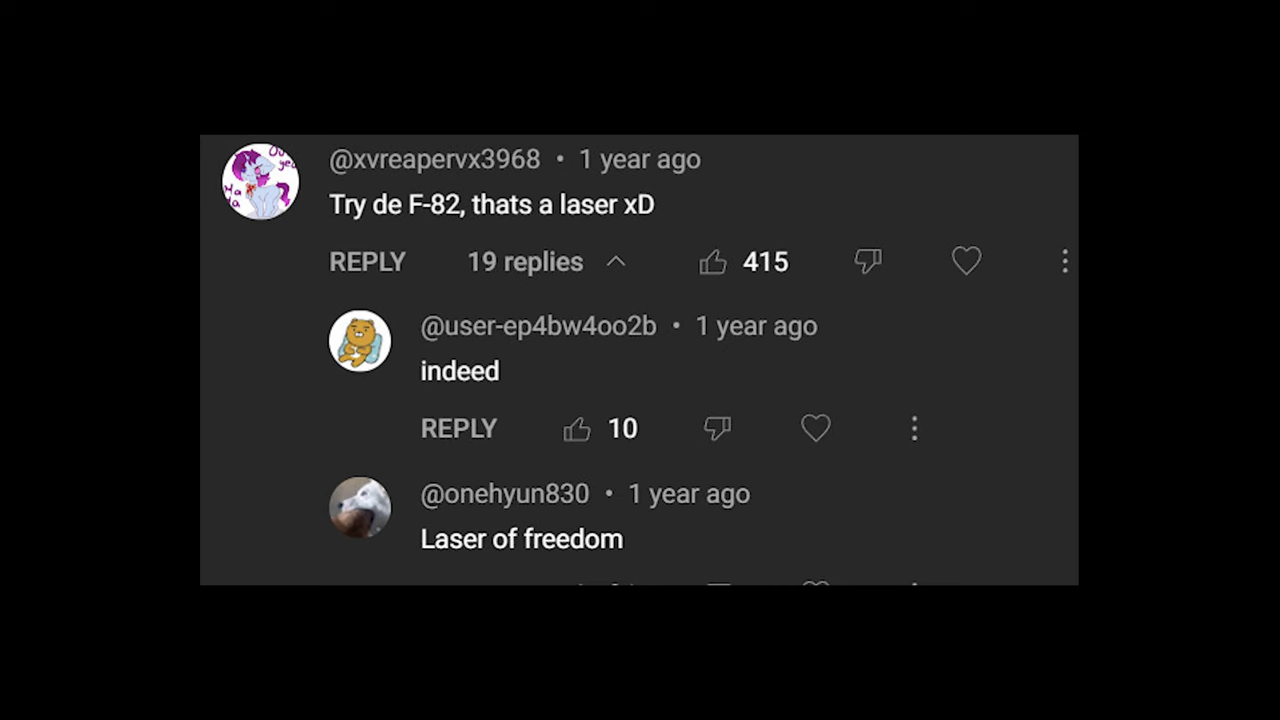 @xvreapervx3968 • 1 year ago
Try de F-82, thats a laser xD
REPLY 19 replies 415
@user-ep4bw4oo2b • 1 year ago
indeed
REPLY 10
@onehyun830 • 1 year ago
Laser of freedom